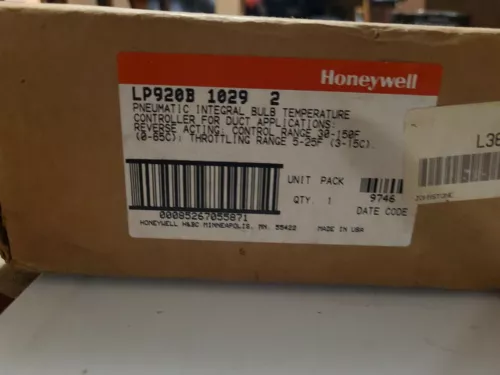 Honeywell
LP920B 1029 2
PNEUMATIC INTEGRAL BULB TEMPERATURE
CONTROLLER FOR DUCT APPLICATIONS.
REVERSE ACTING. CONTROL RANGE 30-150F
(0-65C); THROTTLING RANGE 5-25F (3-15C).
UNIT PACK
QTY. 1
9746
DATE CODE
00085267055871
HONEYWELL H&BC MINNEAPOLIS, MN. 55422
MADE IN USA